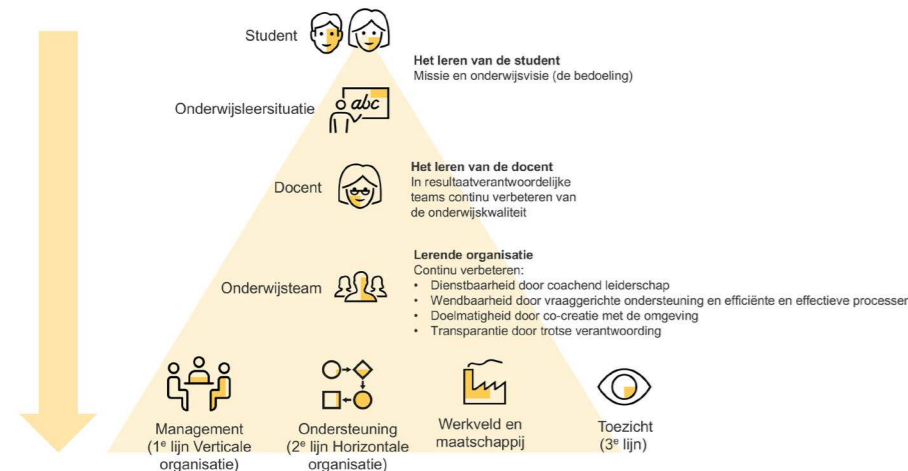 Student
Het leren van de student
Missie en onderwijsvisie (de bedoeling)
Onderwijsleersituatie
abc
Het leren van de docent
In resultaatverantwoordelijke
teams continu verbeteren van
de onderwijskwaliteit
Docent
Lerende organisatie
Continu verbeteren:
• Dienstbaarheid door coachend leiderschap
• Wendbaarheid door vraaggerichte ondersteuning en efficiënte en effectieve processen
• Doelmatigheid door co-creatie met de omgeving
• Transparantie door trotse verantwoording
Onderwijsteam
Management
(1e lijn Verticale
organisatie)
Ondersteuning
(2e lijn Horizontale
organisatie)
Werkveld en
maatschappij
Toezicht
(3e lijn)